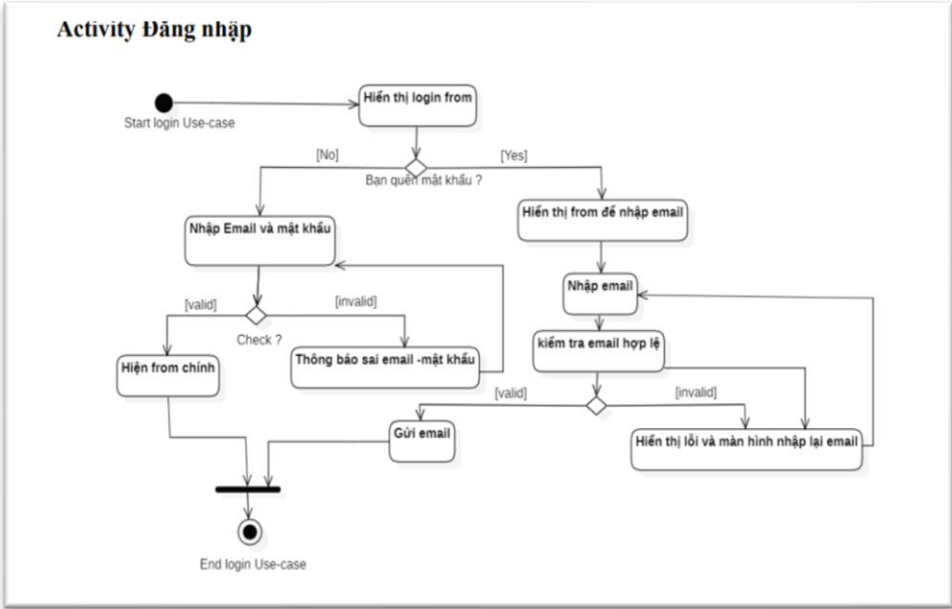 Activity Đăng nhập
Hiển thị login from
Start login Use-case
[No]
[Yes]
Bạn quên mật khẩu ?
Hiển thị from để nhập email
Nhập Email và mật khẩu
Nhập email
[valid]
[invalid]
Check ?
kiểm tra email hợp lệ
Thông báo sai email -mật khẩu
Hiện from chính
[valid]
[invalid]
Gửi email
Hiển thị lỗi và màn hình nhập lại email
End login Use-case